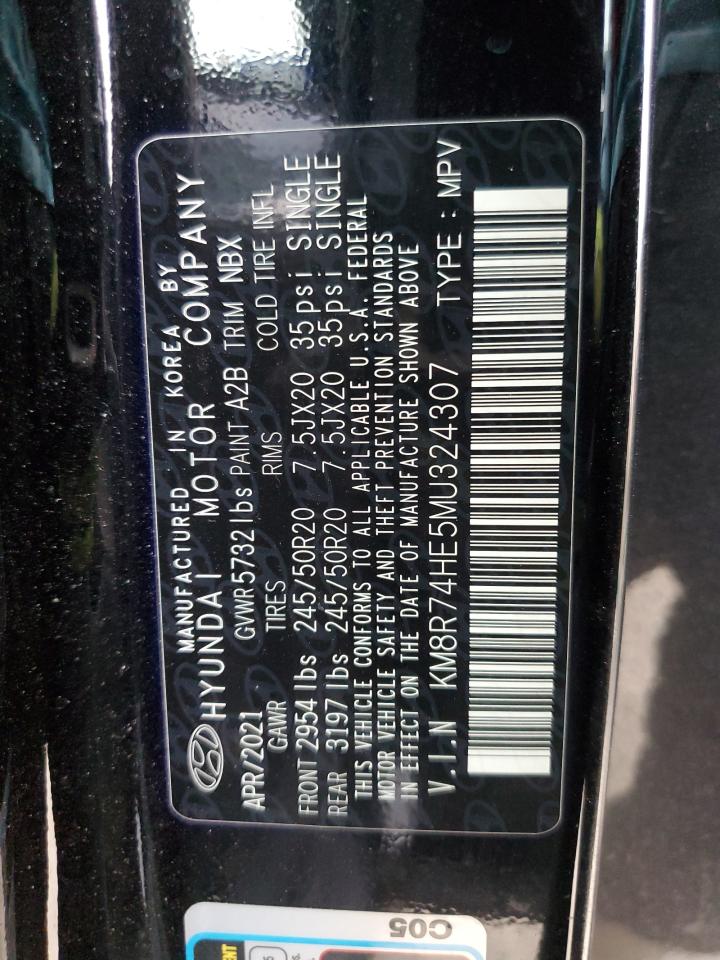 MANUFACTURED IN KOREA BY
HYUNDAI MOTOR COMPANY
APR/2021 GVWR 5732 lbs PAINT A2B TRIM NBX
GAWR TIRES RIMS COLD TIRE INFL
FRONT 2954 lbs 245/50R20 7.5JX20 35psi SINGLE
REAR 3197 lbs 245/50R20 7.5JX20 35psi SINGLE
THIS VEHICLE CONFORMS TO ALL APPLICABLE U.S.A. FEDERAL
MOTOR VEHICLE SAFETY AND THEFT PREVENTION STANDARDS
IN EFFECT ON THE DATE OF MANUFACTURE SHOWN ABOVE
V.I.N KM8R74HE5MU324307 TYPE : MPV
C05